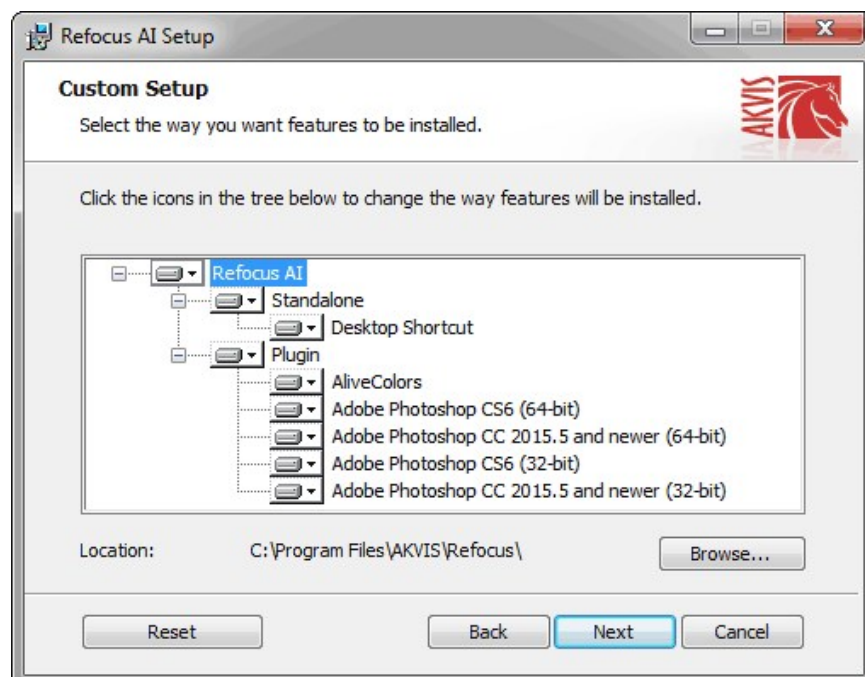 Refocus AI Setup
Custom Setup
Select the way you want features to be installed.
AKVIS
Click the icons in the tree below to change the way features will be installed.
Refocus AI
Standalone
Desktop Shortcut
Plugin
AliveColors
Adobe Photoshop CS6 (64-bit)
Adobe Photoshop CC 2015.5 and newer (64-bit)
Adobe Photoshop CS6 (32-bit)
Adobe Photoshop CC 2015.5 and newer (32-bit)
Location: C:\Program Files\AKVIS\Refocus\ Browse...
Reset Back Next Cancel